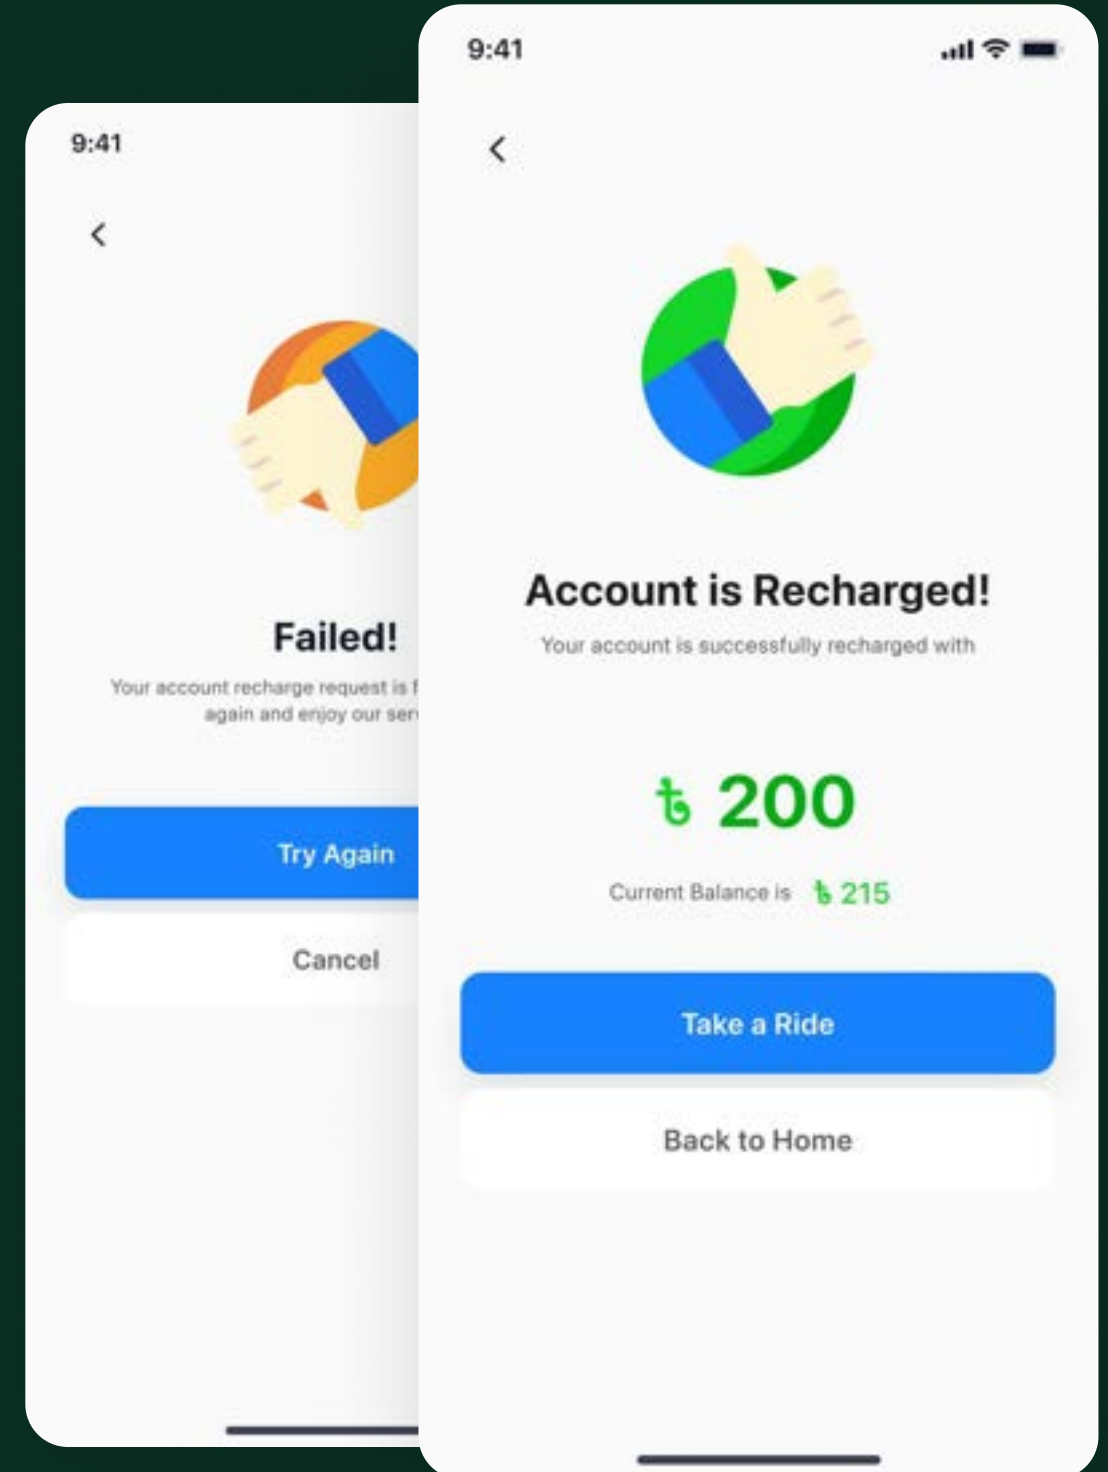 9:41
Failed!
Your account recharge request is
again and enjoy our
Try Again
Cancel
9:41
Account is Recharged!
Your account is successfully recharged with
৳ 200
Current Balance is ৳ 215
Take a Ride
Back to Home